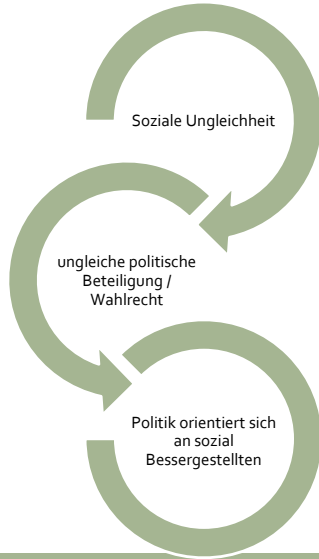 Soziale Ungleichheit
ungleiche politische
Beteiligung /
Wahlrecht
Politik orientiert sich
an sozial
Bessergestellten